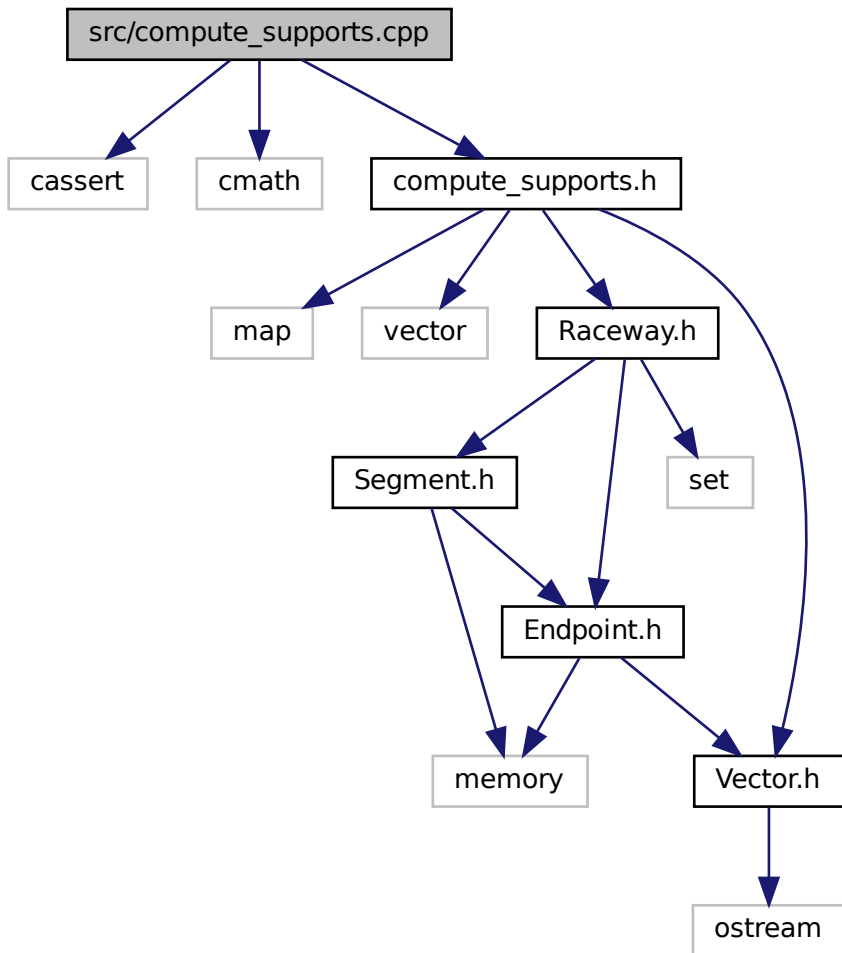 src/compute_supports.cpp
cassert
cmath
compute_supports.h
map
vector
Raceway.h
Segment.h
set
Endpoint.h
memory
Vector.h
ostream